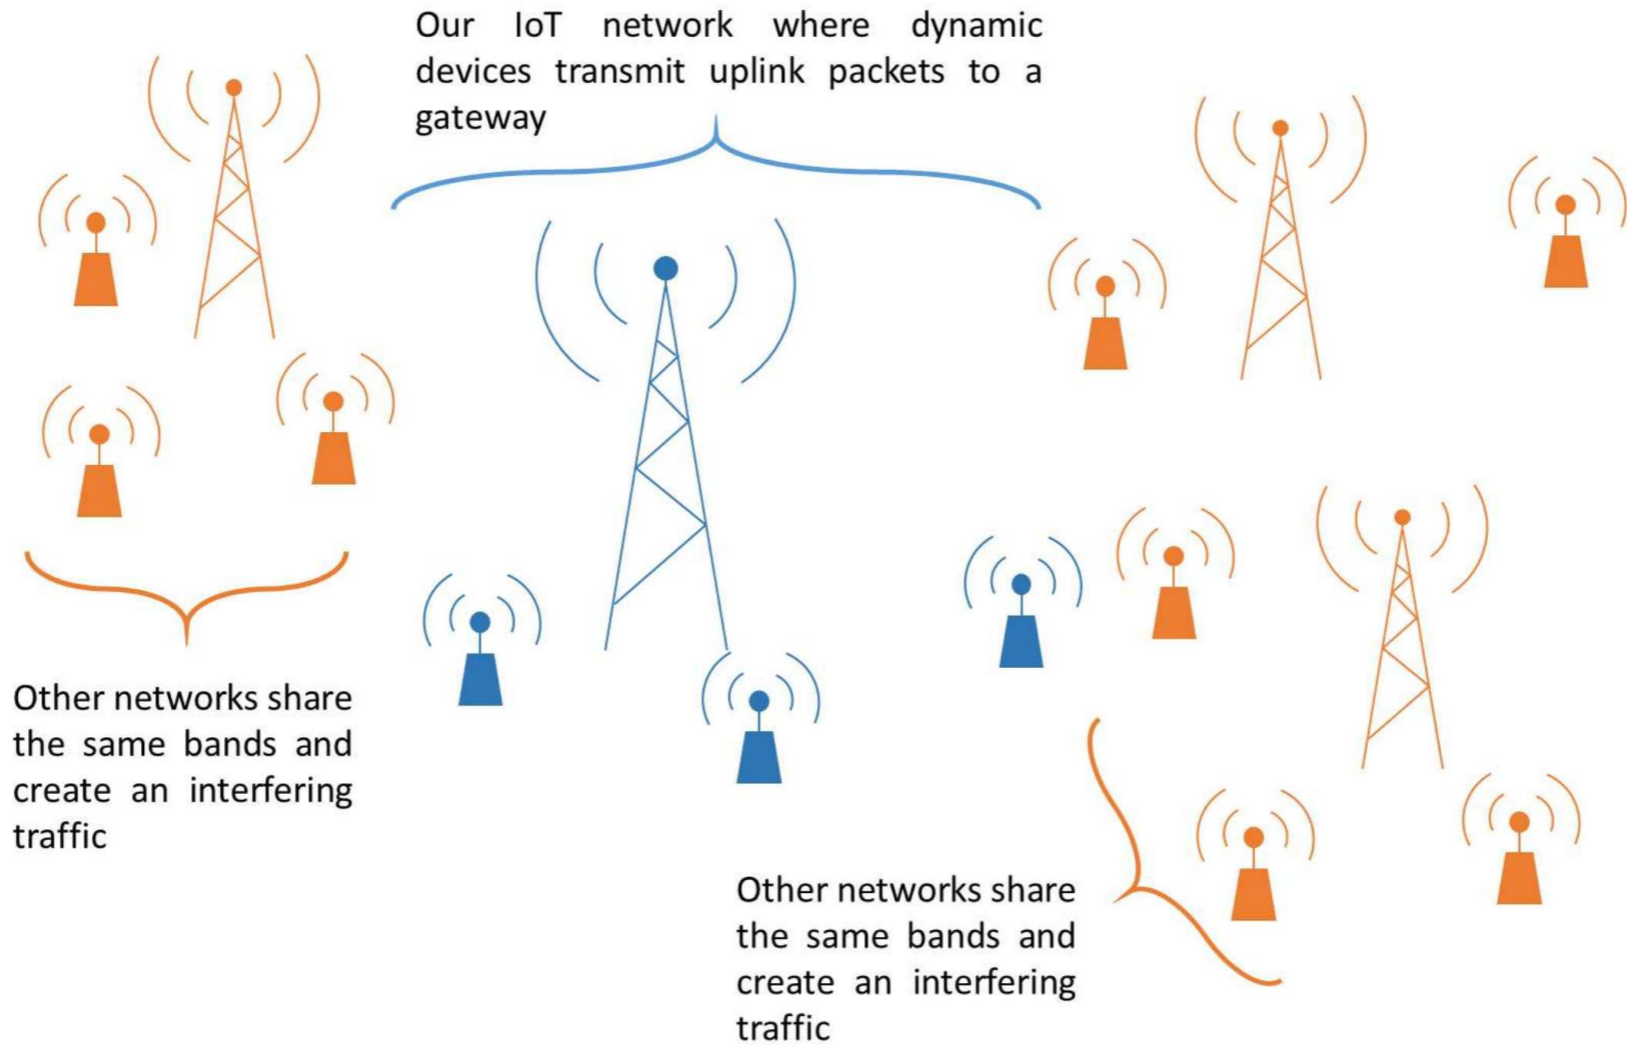 Our IoT network where dynamic
devices transmit uplink packets to a
gateway
Other networks share
the same bands and
create an interfering
traffic
Other networks share
the same bands and
create an interfering
traffic